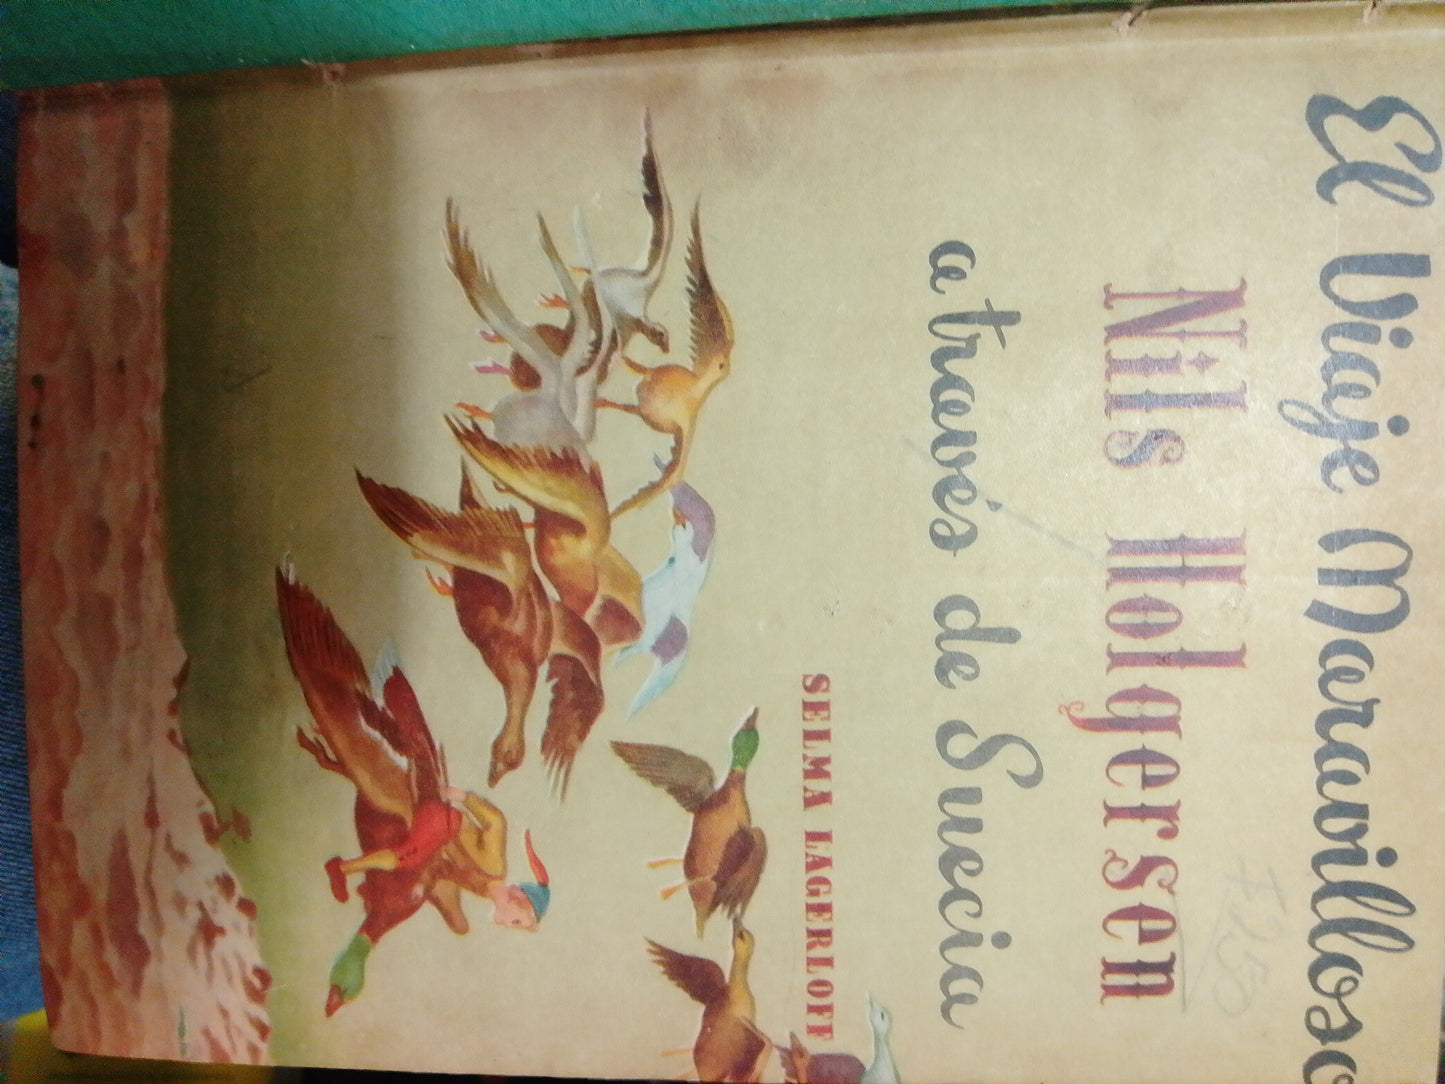 El Viaje Maravilloso
Nils Holgersen
a través de Suecia
SELMA LAGERLOFF